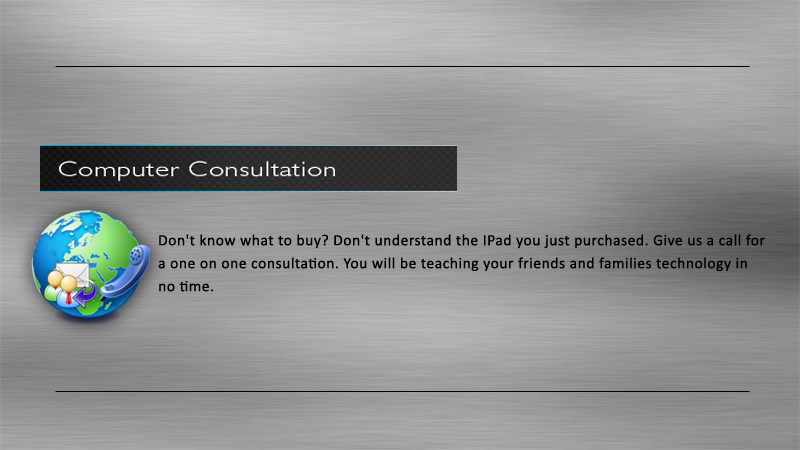 Computer Consultation
Don't know what to buy? Don't understand the IPad you just purchased. Give us a call for
a one on one consultation. You will be teaching your friends and families technology in
no time.